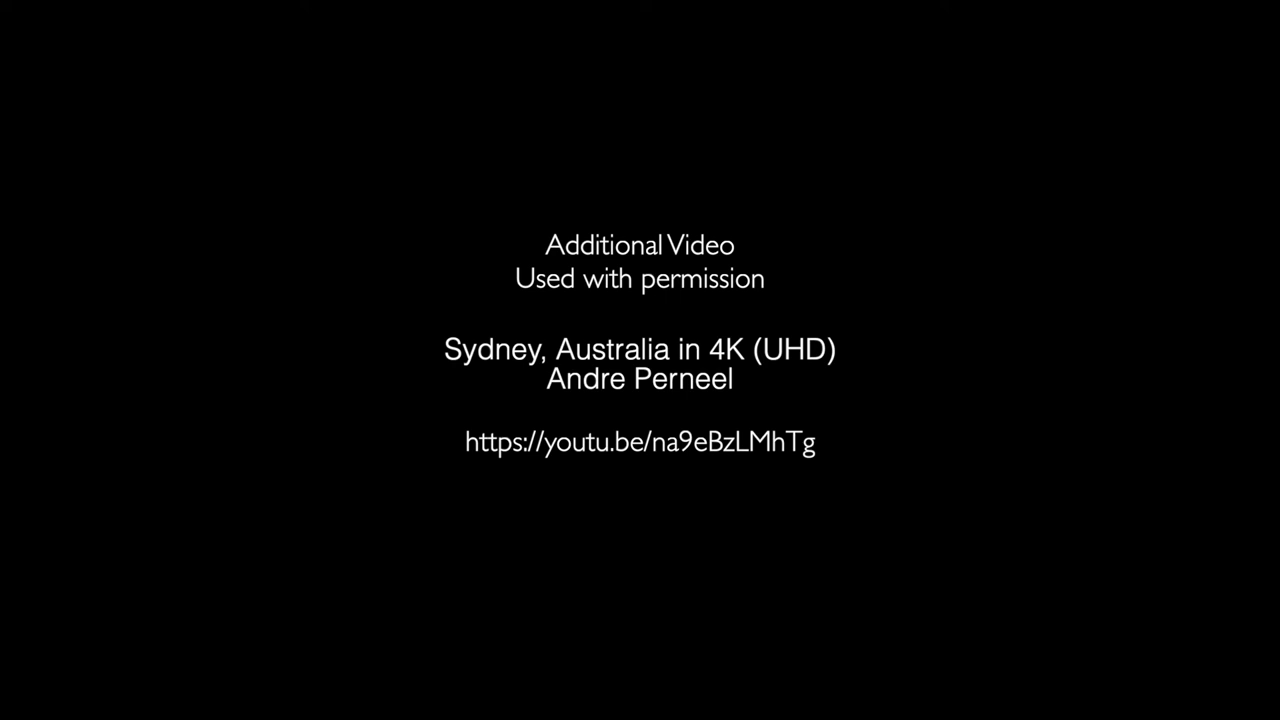 Additional Video
Used with permission
Sydney, Australia in 4K (UHD)
Andre Perneel
https://youtu.be/na9eBzLMhTg